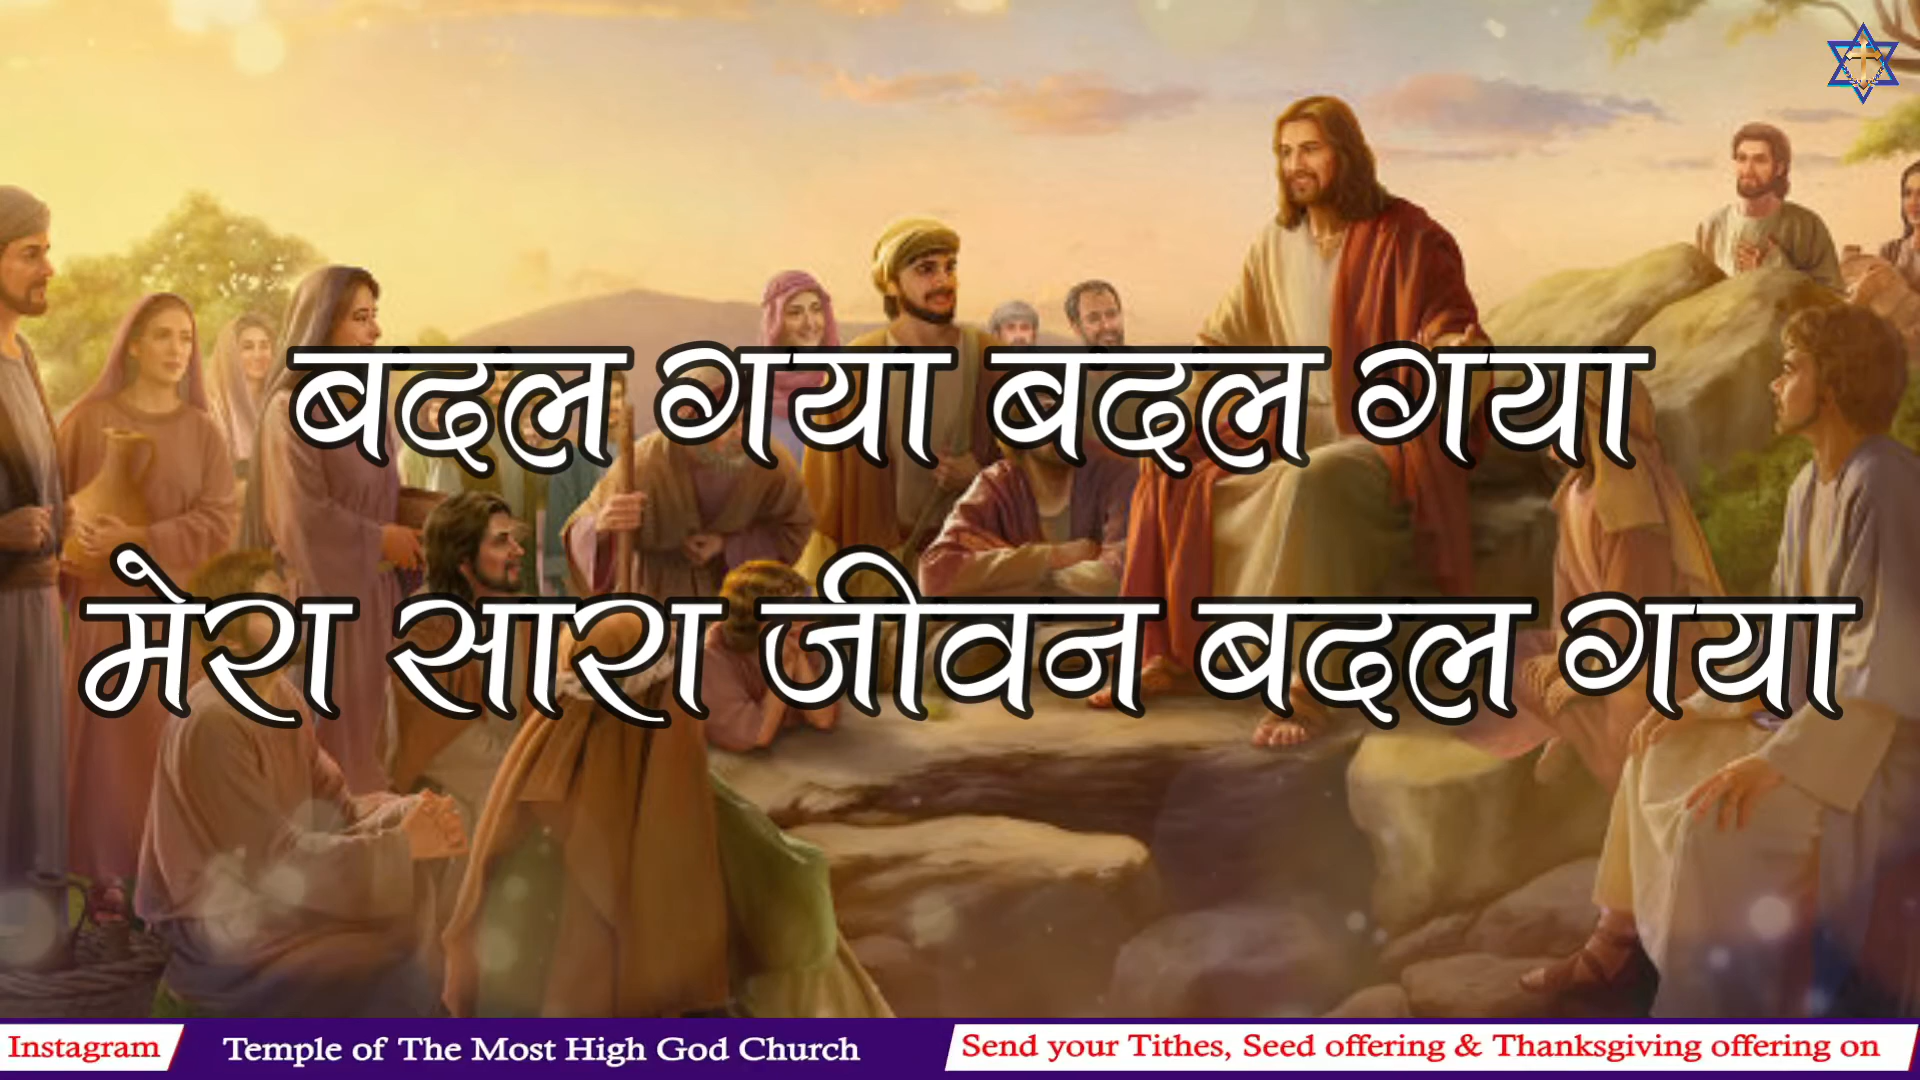 बदल गया बदल गया
मेरा सारा जीवन बदल गया
Instagram
Temple of The Most High God Church
Send your Tithes, Seed offering & Thanksgiving offering on